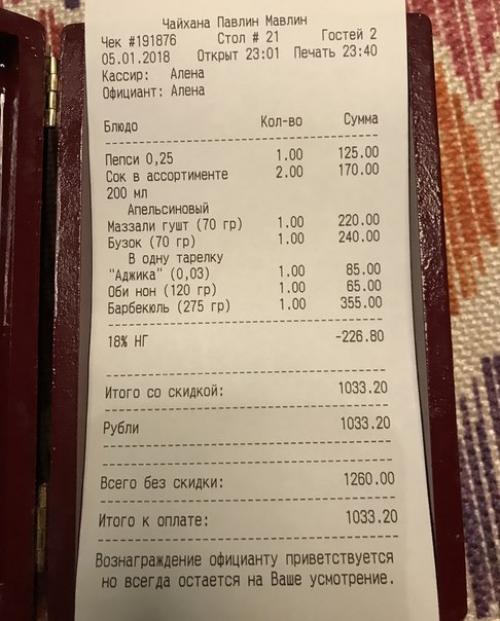 Чайхана Павлин Мавлин
Чек #191876 Стол # 21 Гостей 2
05.01.2018 Открыт 23:01 Печать 23:40
Кассир: Алена
Официант: Алена
Блюдо Кол-во Сумма
Пепси 0,25 1.00 125.00
Сок в ассортименте 2.00 170.00
200 мл
Апельсиновый
Маззали гушт (70 гр) 1.00 220.00
Бузок (70 гр) 1.00 240.00
В одну тарелку
"Аджика" (0,03) 1.00 85.00
Оби нон (120 гр) 1.00 65.00
Барбекюль (275 гр) 1.00 355.00
18% НГ -226.80
Итого со скидкой: 1033.20
Рубли 1033.20
Всего без скидки: 1260.00
Итого к оплате: 1033.20
Вознаграждение официанту приветствуется
но всегда остается на Ваше усмотрение.